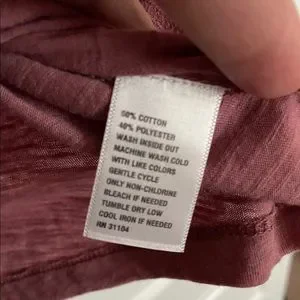 60% COTTON
40% POLYESTER
WASH INSIDE OUT
MACHINE WASH COLD
WITH LIKE COLORS
GENTLE CYCLE
ONLY NON-CHLORINE
BLEACH IF NEEDED
TUMBLE DRY LOW
COOL IRON IF NEEDED
RN 31104